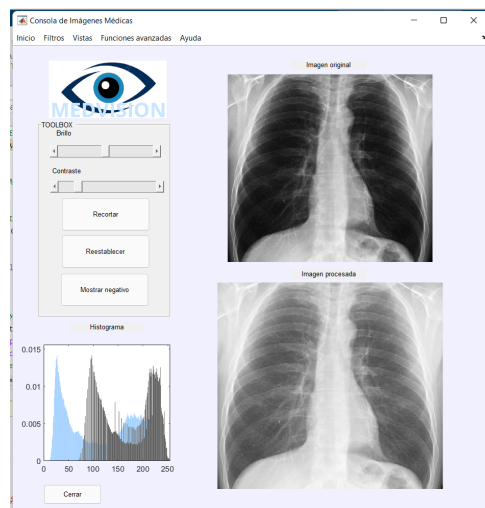 Consola de Imágenes Médicas
Inicio Filtros Vistas Funciones avanzadas Ayuda
MEDVISION
TOOLBOX
Brillo
Contraste
Recortar
Reestablecer
Mostrar negativo
Histograma
0.015
0.01
0.005
0
0 50 100 150 200 250
Cerrar
Imagen original
Imagen procesada